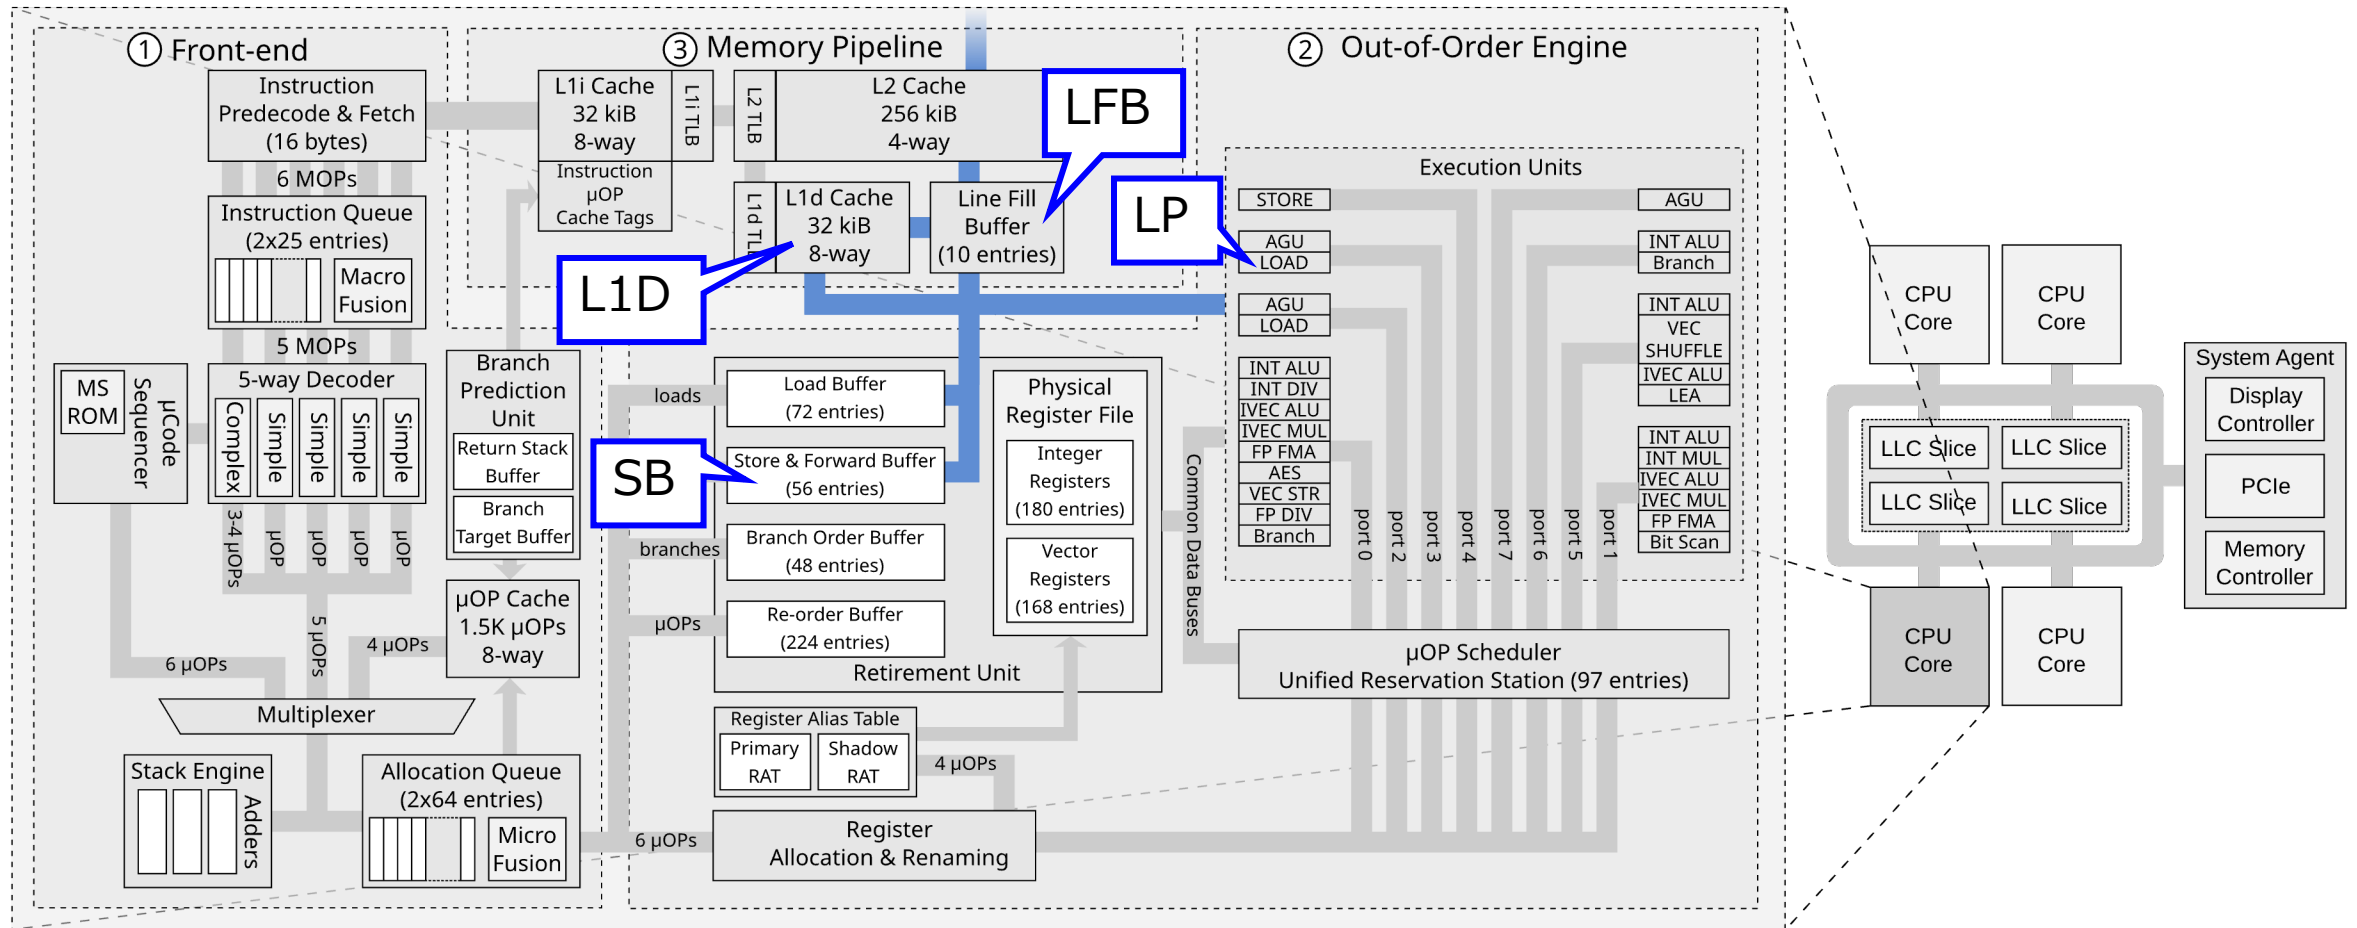 ① Front-end
Instruction
Predecode & Fetch
(16 bytes)
6 MOPs
Instruction Queue
(2x25 entries)
Macro
Fusion
5 MOPs
MS
ROM
µCode
Sequencer
5-way Decoder
Complex
Simple
Simple
Simple
Simple
3-4 µOPs
µOP
µOP
µOP
µOP
5 µOPs
6 µOPs
4 µOPs
Multiplexer
Stack Engine
Adders
Allocation Queue
(2x64 entries)
Micro
Fusion
Branch
Prediction
Unit
Return Stack
Buffer
Branch
Target Buffer
µOP Cache
1.5K µOPs
8-way
③ Memory Pipeline
L1i Cache
32 kiB
8-way
L1i TLB
Instruction
µOP
Cache Tags
L2 TLB
L2 Cache
256 kiB
4-way
LFB
L1d TL
L1d Cache
32 kiB
8-way
Line Fill
Buffer
(10 entries)
L1D
LP
SB
loads
branches
µOPs
6 µOPs
Load Buffer
(72 entries)
Store & Forward Buffer
(56 entries)
Branch Order Buffer
(48 entries)
Re-order Buffer
(224 entries)
Physical
Register File
Integer
Registers
(180 entries)
Vector
Registers
(168 entries)
Retirement Unit
Register Alias Table
Primary
RAT
Shadow
RAT
4 µOPs
Register
Allocation & Renaming
② Out-of-Order Engine
Execution Units
STORE
AGU
LOAD
AGU
LOAD
INT ALU
INT DIV
IVEC ALU
IVEC MUL
FP FMA
AES
VEC STR
FP DIV
Branch
Common Data Buses
port 0
port 2
port 3
port 4
port 7
port 6
port 5
port 1
AGU
INT ALU
Branch
INT ALU
VEC
SHUFFLE
IVEC ALU
LEA
INT ALU
INT MUL
IVEC ALU
IVEC MUL
FP FMA
Bit Scan
µOP Scheduler
Unified Reservation Station (97 entries)
CPU
Core
CPU
Core
LLC Slice
LLC Slice
LLC Slice
LLC Slice
CPU
Core
CPU
Core
System Agent
Display
Controller
PCIe
Memory
Controller